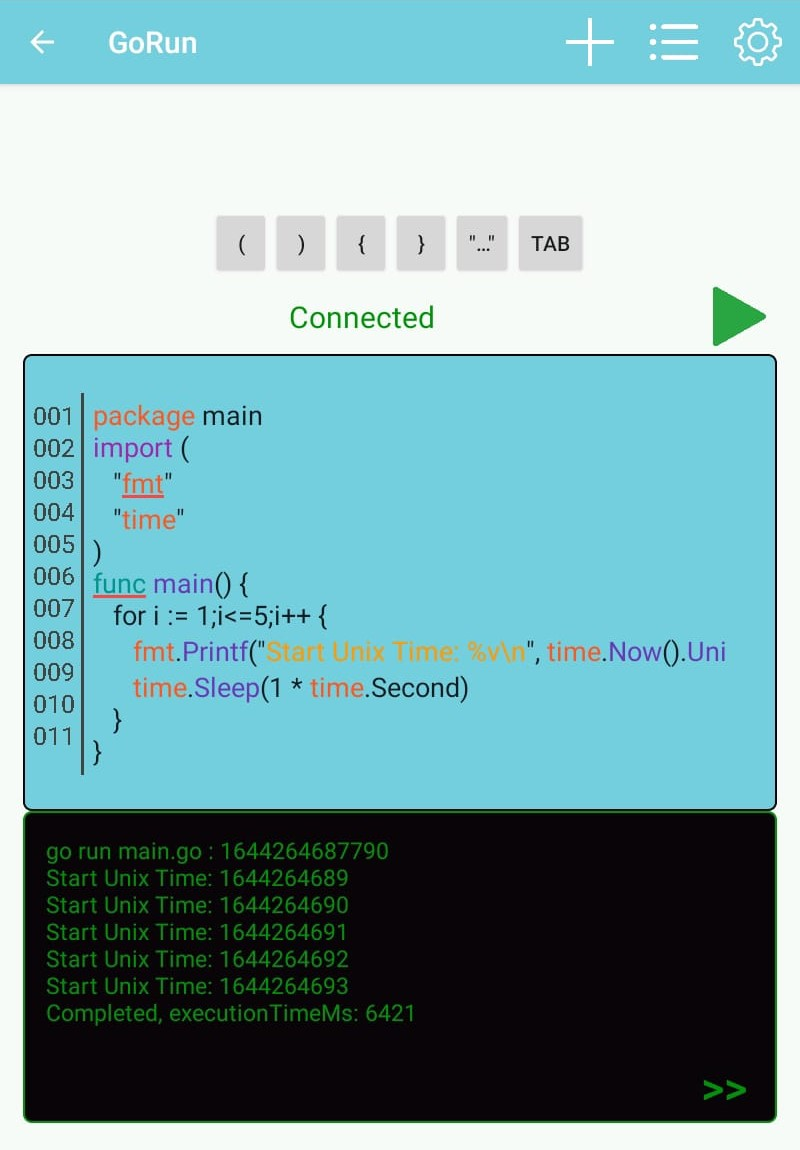 GoRun
( ) { } "..." TAB
Connected
001 package main
002 import (
003 "fmt"
004 "time"
005 )
006 func main() {
007 for i := 1;i<=5;i++ {
008 fmt.Printf("Start Unix Time: %v\n", time.Now().Uni
009 time.Sleep(1 * time.Second)
010 }
011 }
go run main.go : 1644264687790
Start Unix Time: 1644264689
Start Unix Time: 1644264690
Start Unix Time: 1644264691
Start Unix Time: 1644264692
Start Unix Time: 1644264693
Completed, executionTimeMs: 6421
>>